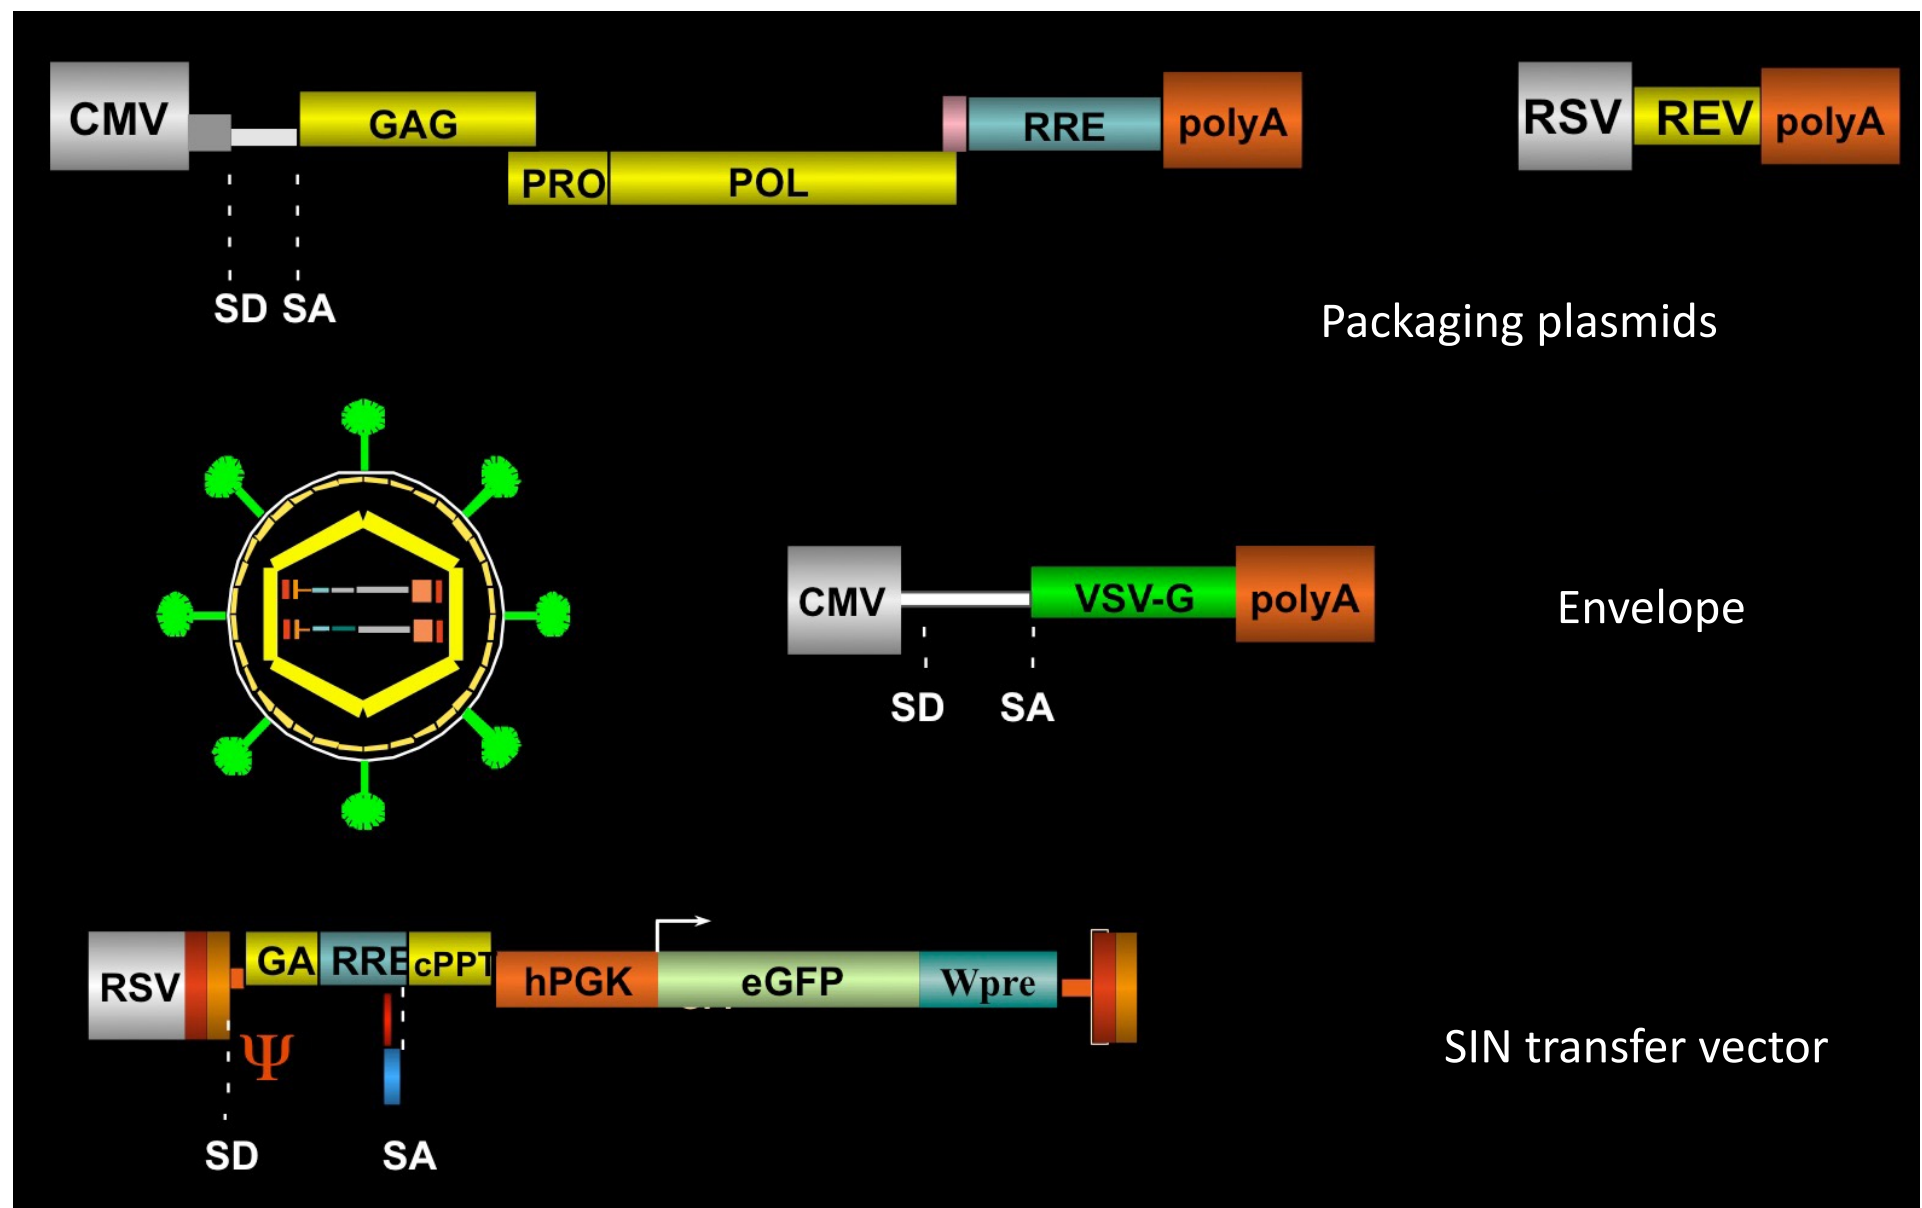 CMV GAG RRE polyA RSV REV polyA
PRO POL
SD SA
Packaging plasmids
CMV VSV-G polyA
Envelope
SD SA
RSV GA RRE cPPT hPGK eGFP Wpre
Ψ
SIN transfer vector
SD SA